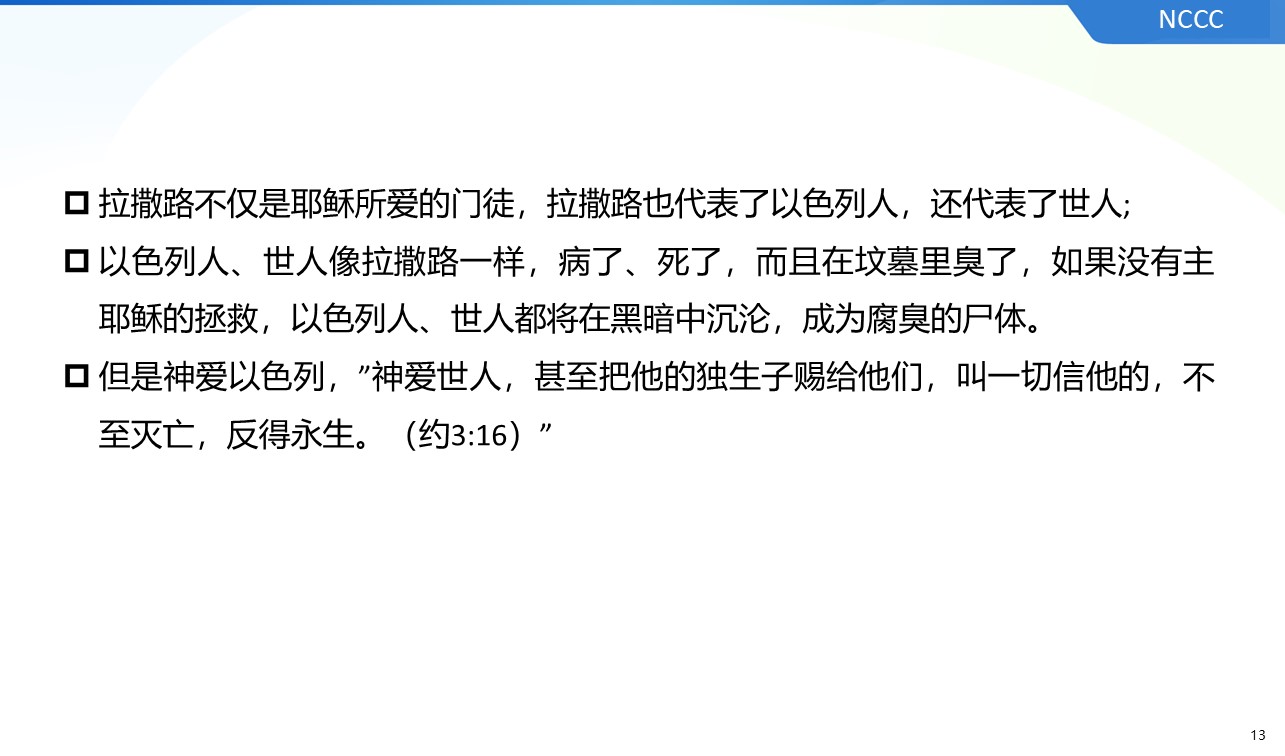 NCCC
拉撒路不仅是耶稣所爱的门徒，拉撒路也代表了以色列人，还代表了世人;
以色列人、世人像拉撒路一样，病了、死了，而且在坟墓里臭了，如果没有主
耶稣的拯救，以色列人、世人都将在黑暗中沉沦，成为腐臭的尸体。
但是神爱以色列，”神爱世人，甚至把他的独生子赐给他们，叫一切信他的，不
至灭亡，反得永生。（约3:16）”
13